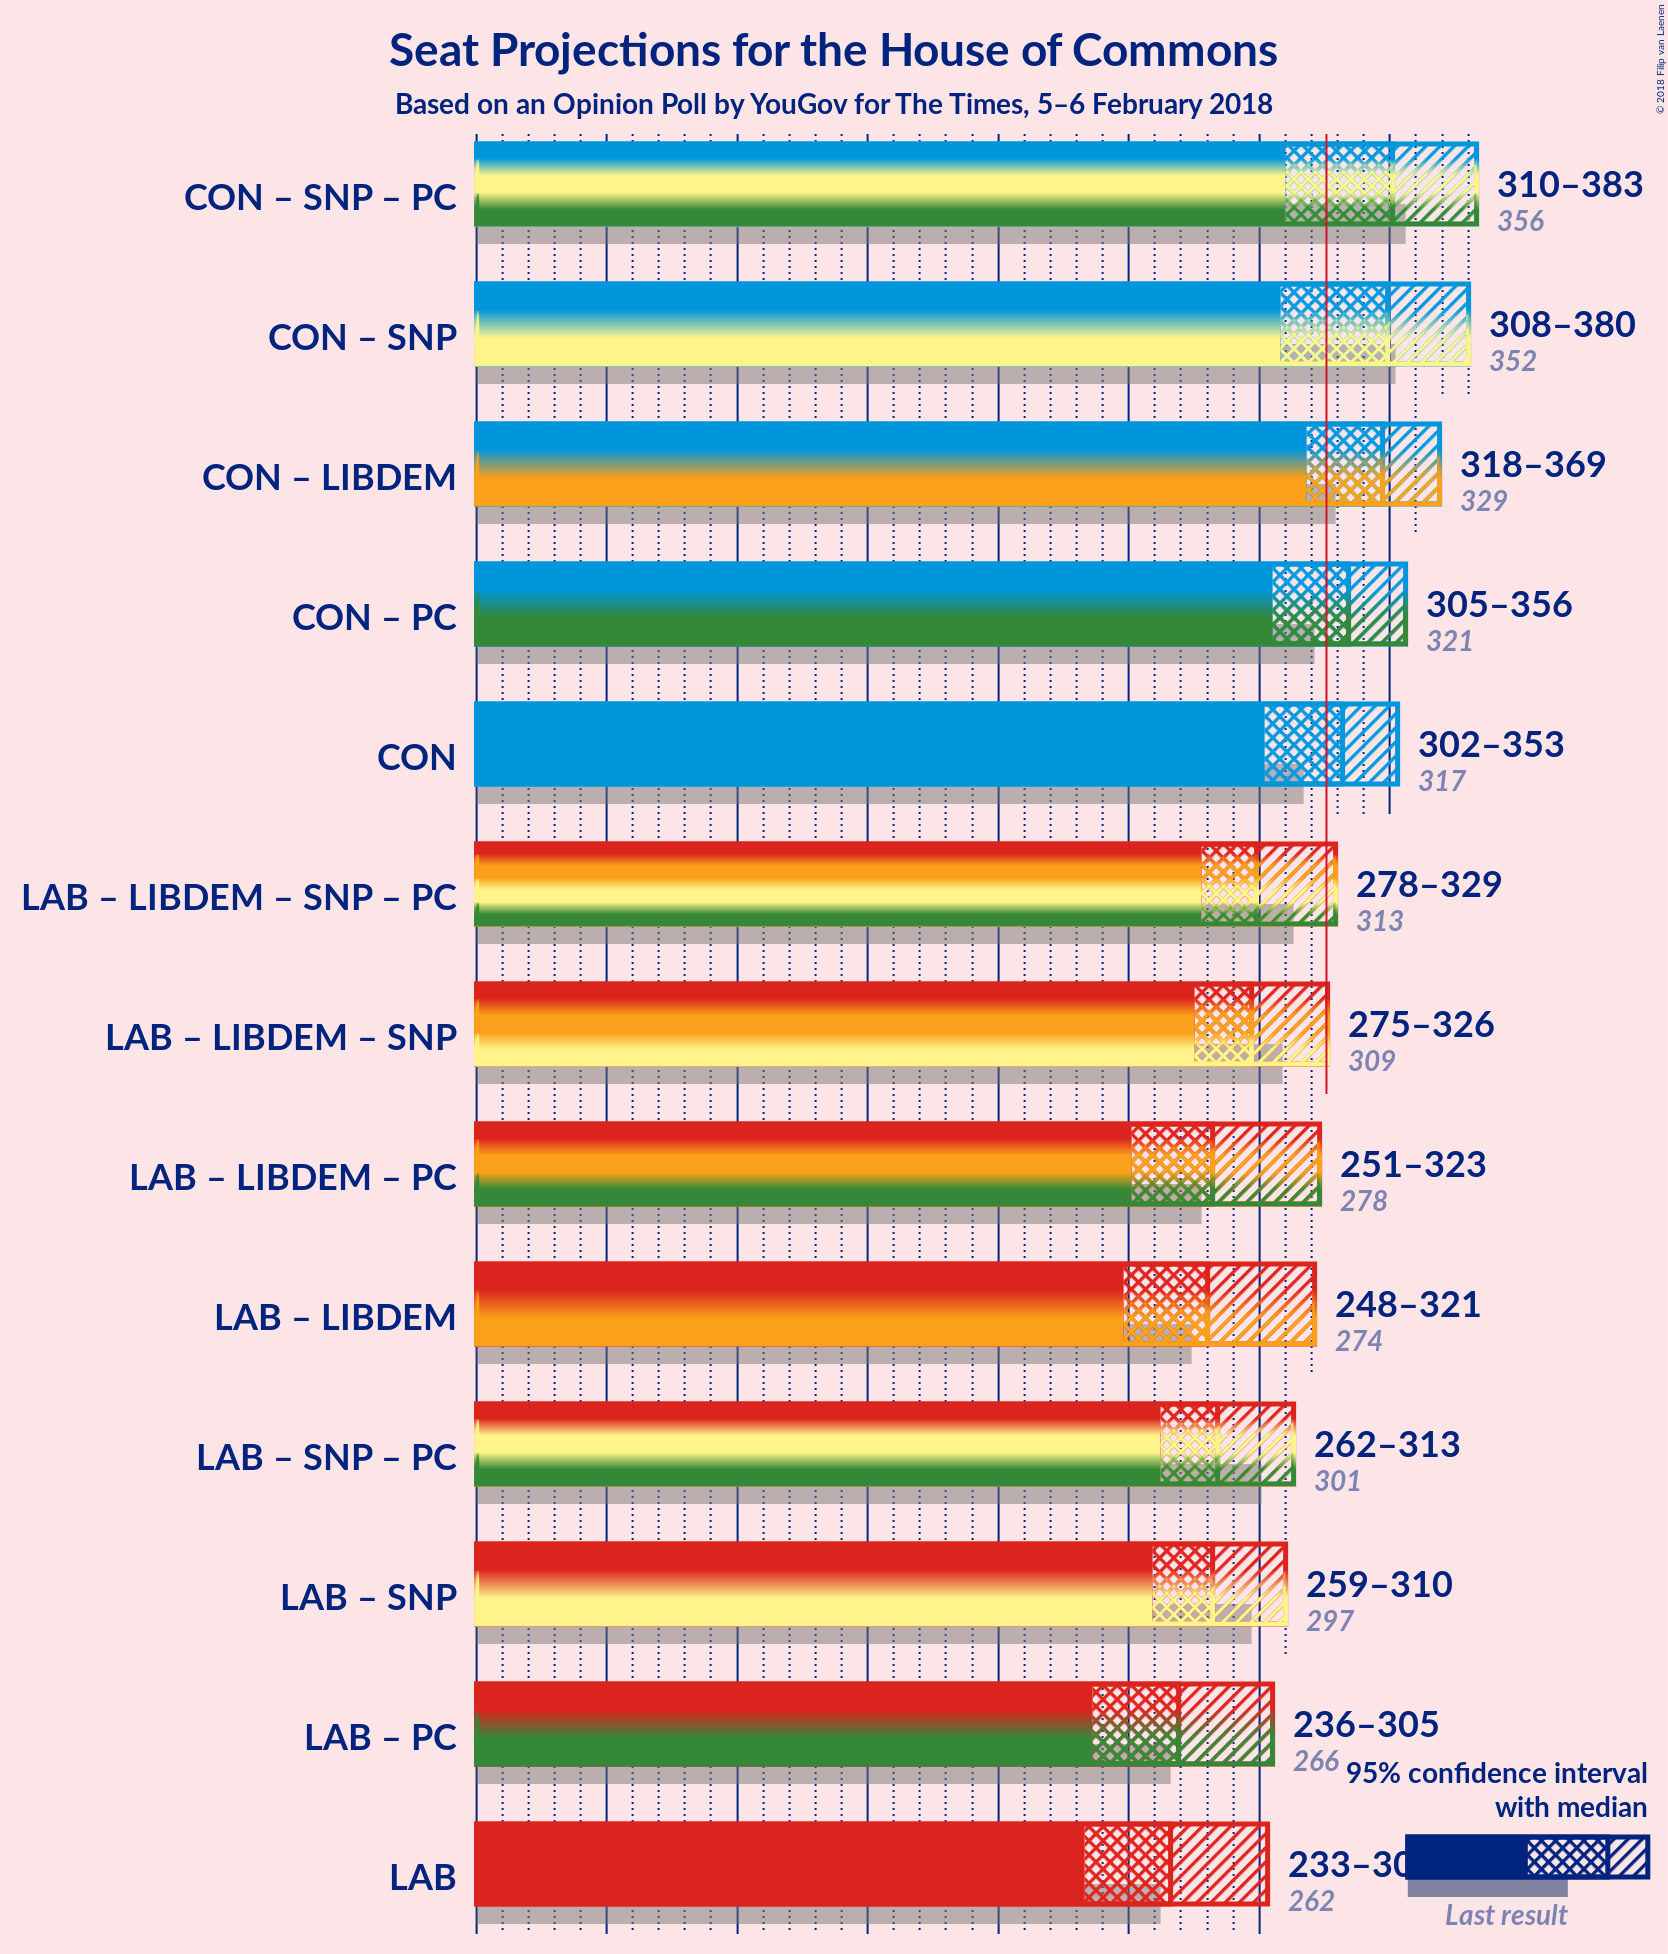 © 2018 Filip van Laenen
Seat Projections for the House of Commons
Based on an Opinion Poll by YouGov for The Times, 5–6 February 2018
CON – SNP – PC
310–383
356
CON – SNP
308–380
352
CON – LIBDEM
318–369
329
CON – PC
305–356
321
CON
302–353
317
LAB – LIBDEM – SNP – PC
278–329
313
LAB – LIBDEM – SNP
275–326
309
LAB – LIBDEM – PC
251–323
278
LAB – LIBDEM
248–321
274
LAB – SNP – PC
262–313
301
LAB – SNP
259–310
297
LAB – PC
236–305
266
95% confidence interval
with median
LAB
262
Last result